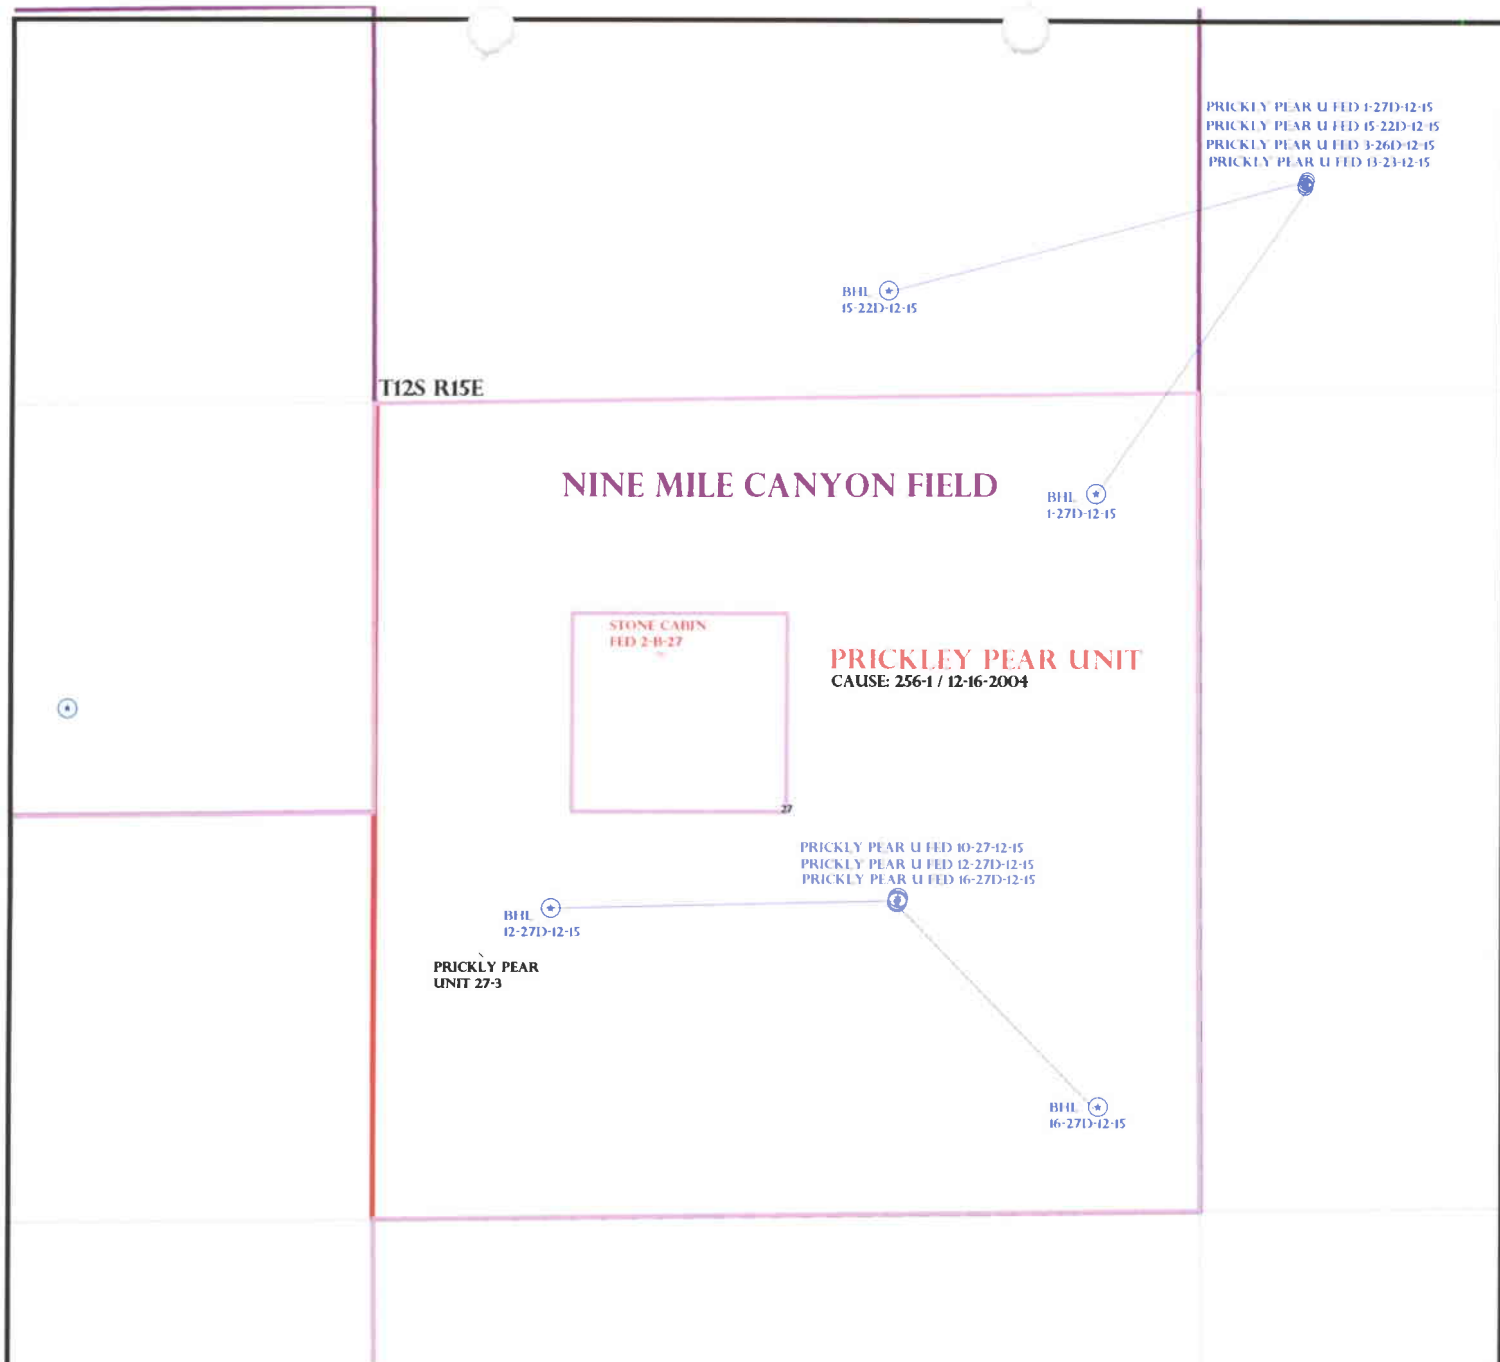 PRICKLY PEAR U FED 1-27D-12-15
PRICKLY PEAR U FED 15-22D-12-15
PRICKLY PEAR U FED 3-26D-12-15
PRICKLY PEAR U FED 13-23-12-15
BHL
15-22D-12-15
T12S R15E
NINE MILE CANYON FIELD
BHL
1-27D-12-15
STONE CABIN
FED 2-B-27
PRICKLEY PEAR UNIT
CAUSE: 256-1 / 12-16-2004
27
PRICKLY PEAR U FED 10-27-12-15
PRICKLY PEAR U FED 12-27D-12-15
PRICKLY PEAR U FED 16-27D-12-15
BHL
12-27D-12-15
PRICKLY PEAR
UNIT 27-3
BHL
16-27D-12-15